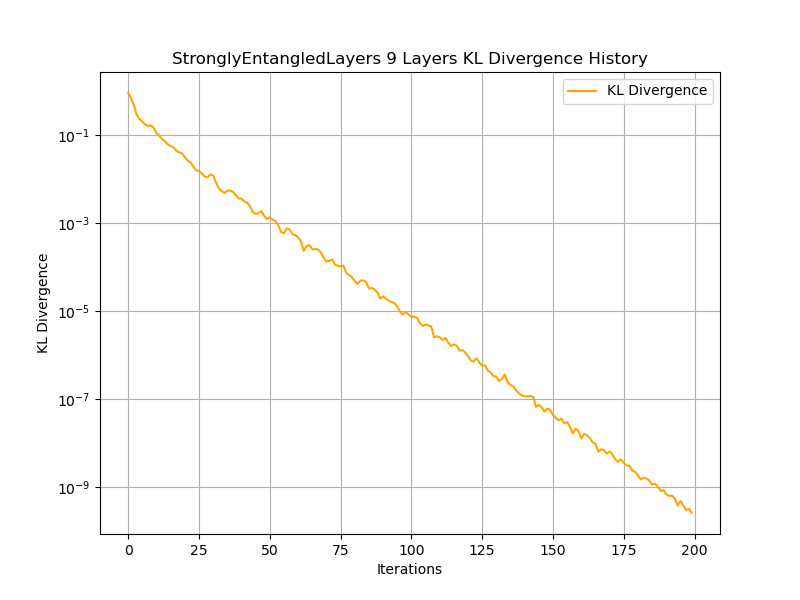 StronglyEntangledLayers 9 Layers KL Divergence History
KL Divergence
KL Divergence
10⁻¹
10⁻³
10⁻⁵
10⁻⁷
10⁻⁹
0 25 50 75 100 125 150 175 200
Iterations